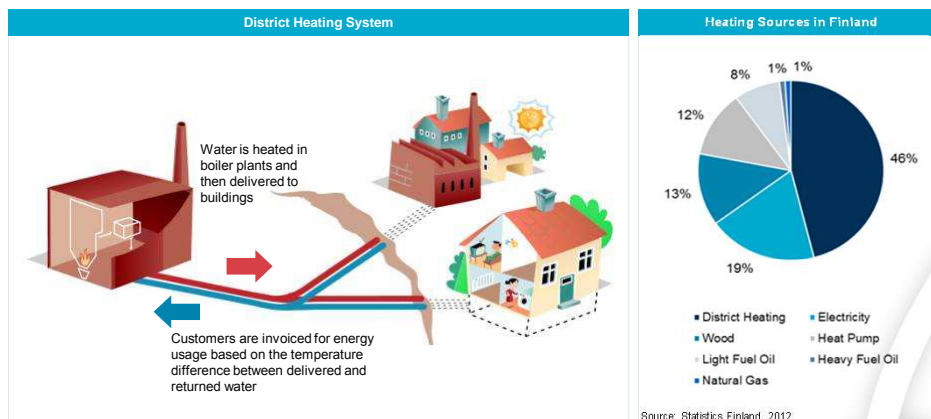 District Heating System
Water is heated in
boiler plants and
then delivered to
buildings
Customers are invoiced for energy
usage based on the temperature
difference between delivered and
returned water
Heating Sources in Finland
1%
1%
8%
12%
46%
13%
19%
District Heating
Electricity
Wood
Heat Pump
Light Fuel Oil
Heavy Fuel Oil
Natural Gas
Source: Statistics Finland, 2012